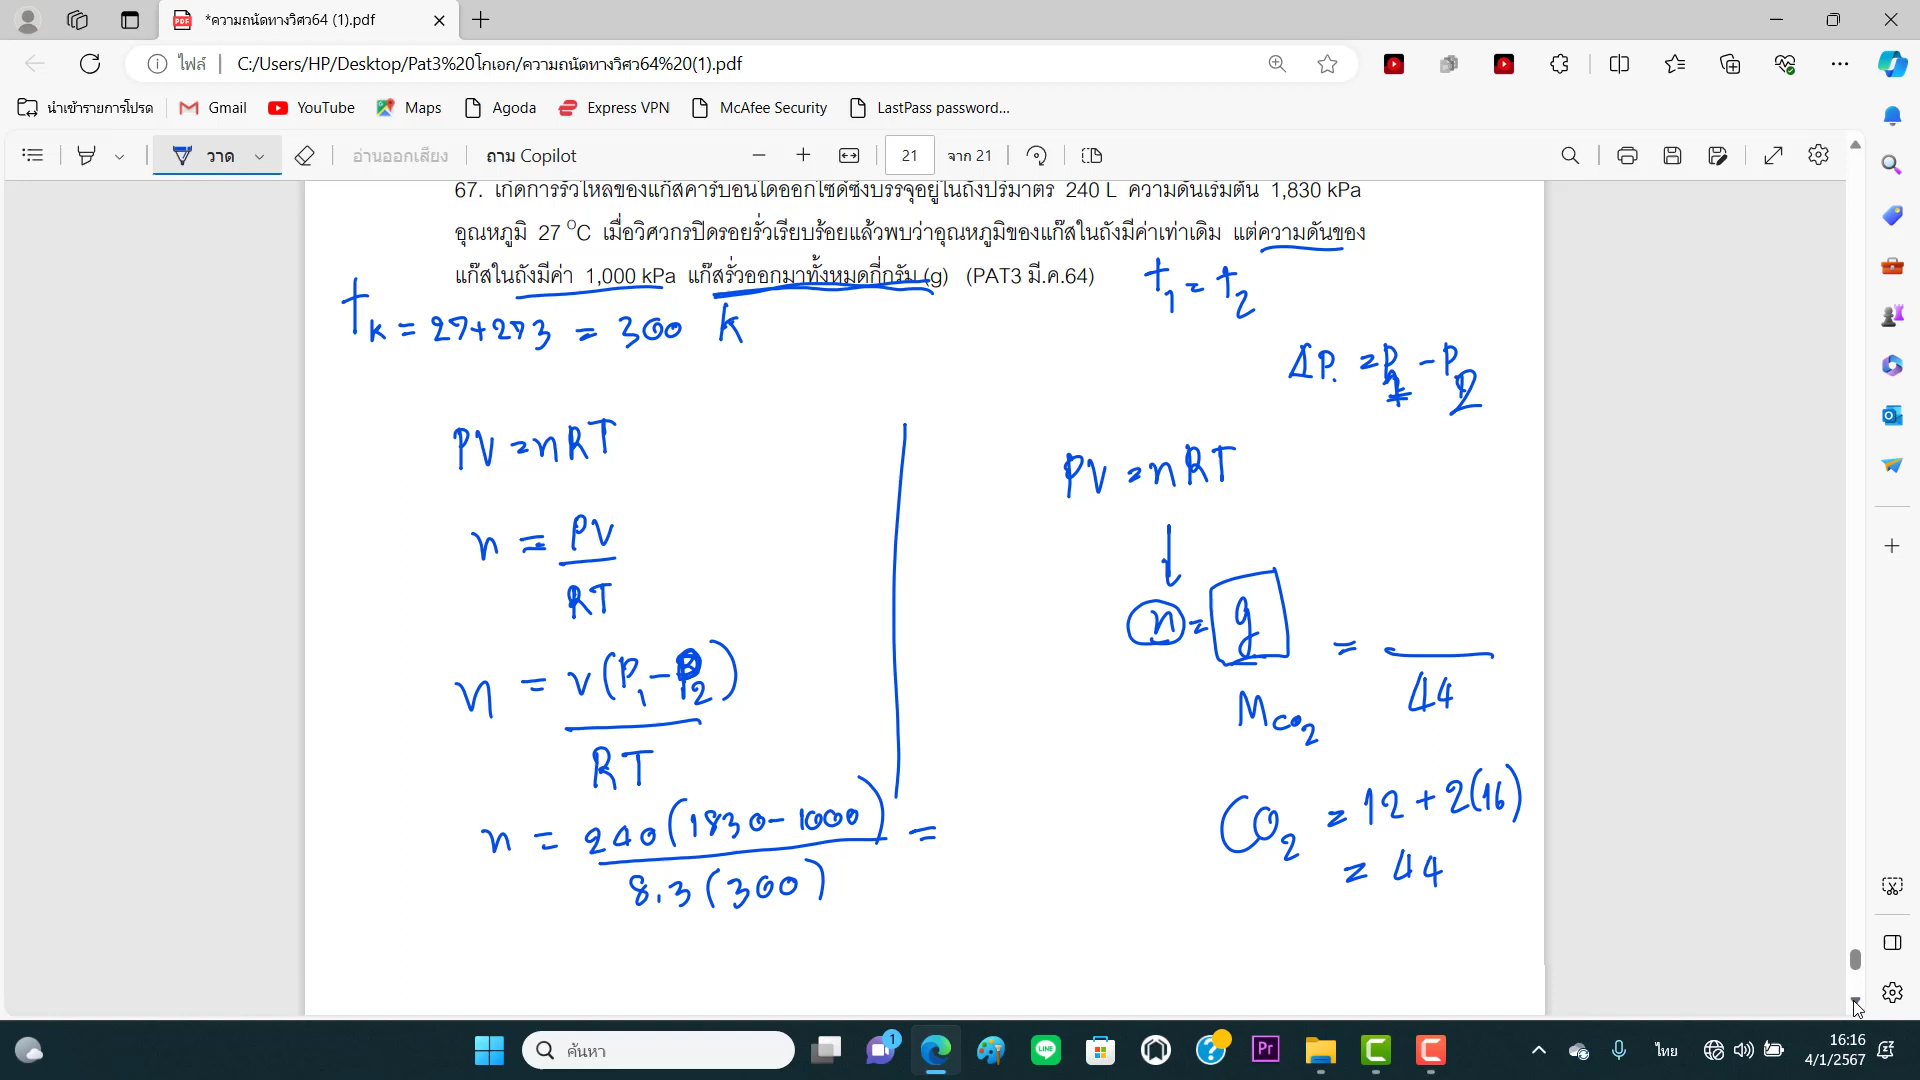 *ความถนัดทางวิศว64 (1).pdf
ไฟล์ C:/Users/HP/Desktop/Pat3%20โกเอก/ความถนัดทางวิศว64%20(1).pdf
นำเข้ารายการโปรด Gmail YouTube Maps Agoda Express VPN McAfee Security LastPass password...
วาด อ่านออกเสียง ถาม Copilot 21 จาก 21
67. เกิดการรั่วไหลของแก๊สคาร์บอนไดออกไซด์ซึ่งบรรจุอยู่ในถังปริมาตร 240 L ความดันเริ่มต้น 1,830 kPa
อุณหภูมิ 27 °C เมื่อวิศวกรปิดรอยรั่วเรียบร้อยแล้วพบว่าอุณหภูมิของแก๊สในถังมีค่าเท่าเดิม แต่ความดันของ
แก๊สในถังมีค่า 1,000 kPa แก๊สรั่วออกมาทั้งหมดกี่กรัม (g) (PAT3 มี.ค.64)
t1 = t2
tK = 27+273 = 300 K
ΔP = P1 - P2
PV = nRT
PV = nRT
n = PV
RT
n = g = 
44
MCO2
n = V(P1-P2)
RT
CO2 = 12 + 2(16)
= 44
n = 240(1830-1000) =
8.3(300)
ค้นหา
1
Pr
LINE
ไทย
16:16
4/1/2567